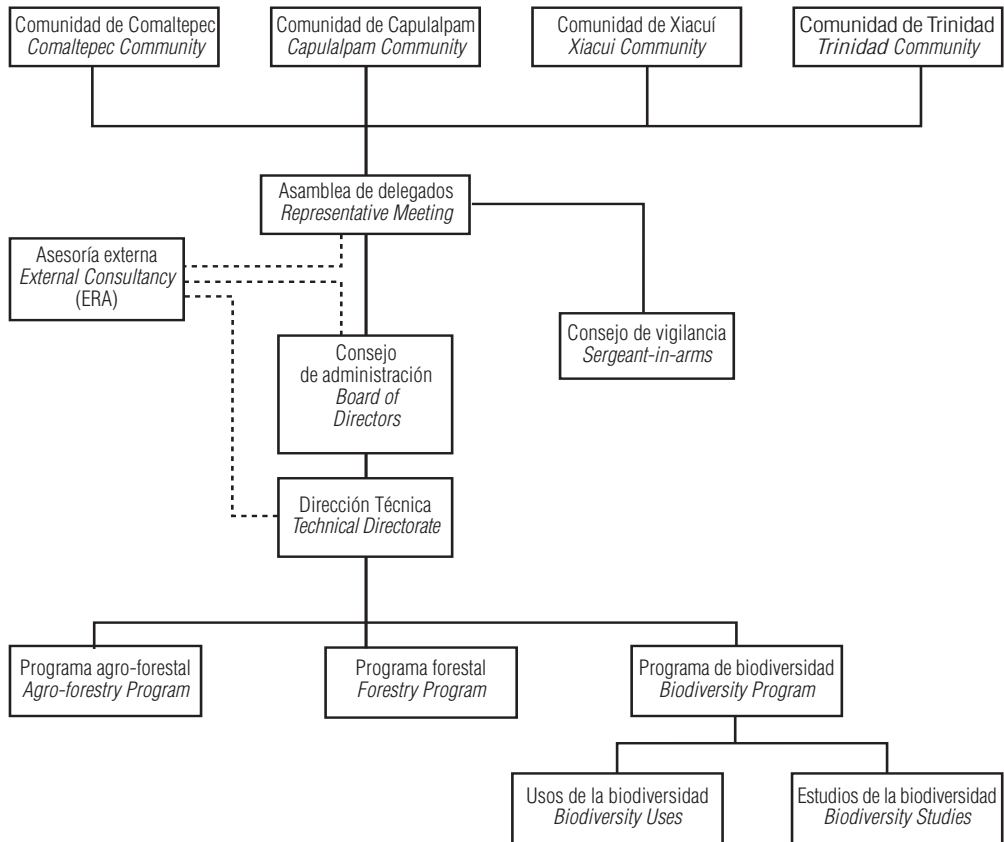 Comunidad de Comaltepec
Comaltepec Community
Comunidad de Capulalpam
Capulalpam Community
Comunidad de Xiacuí
Xiacui Community
Comunidad de Trinidad
Trinidad Community
Asamblea de delegados
Representative Meeting
Asesoría externa
External Consultancy
(ERA)
Consejo de vigilancia
Sergeant-in-arms
Consejo
de administración
Board of
Directors
Dirección Técnica
Technical Directorate
Programa agro-forestal
Agro-forestry Program
Programa forestal
Forestry Program
Programa de biodiversidad
Biodiversity Program
Usos de la biodiversidad
Biodiversity Uses
Estudios de la biodiversidad
Biodiversity Studies